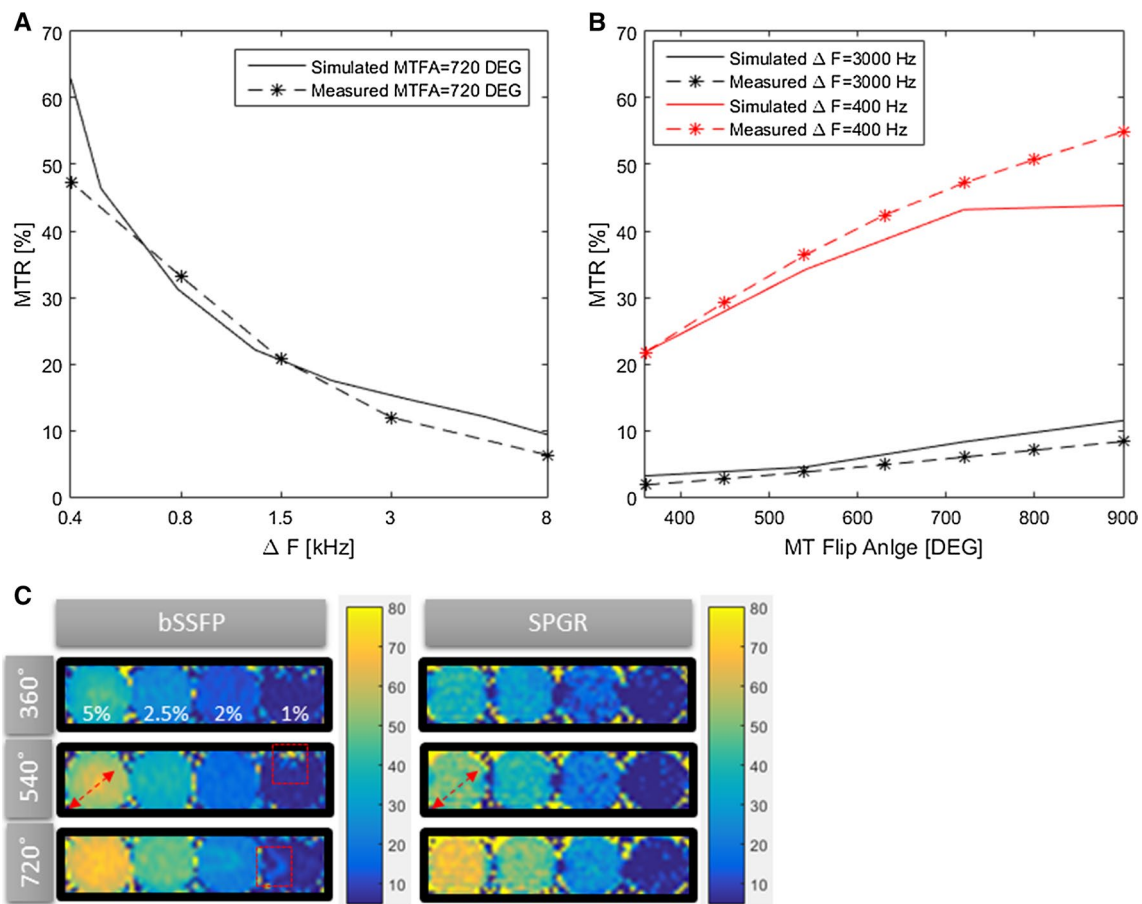 A
70
60
50
40
30
20
10
0
MTR [%]
0.4 0.8 1.5 3 8
Δ F [kHz]
Simulated MTFA=720 DEG
Measured MTFA=720 DEG
B
70
60
50
40
30
20
10
0
MTR [%]
400 500 600 700 800 900
MT Flip Anlge [DEG]
Simulated Δ F=3000 Hz
Measured Δ F=3000 Hz
Simulated Δ F=400 Hz
Measured Δ F=400 Hz
C
bSSFP
SPGR
360°
5% 2.5% 2% 1%
540°
720°
80
70
60
50
40
30
20
10
80
70
60
50
40
30
20
10